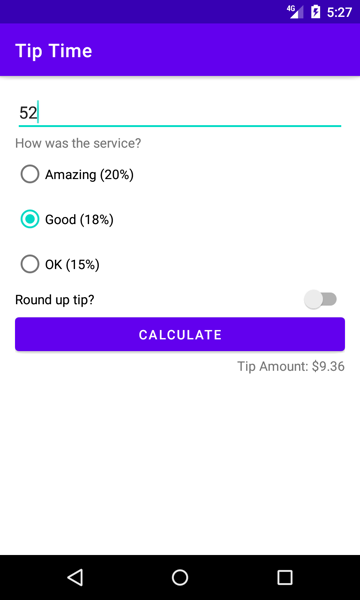 4G 5:27
Tip Time
52
How was the service?
Amazing (20%)
Good (18%)
OK (15%)
Round up tip?
CALCULATE
Tip Amount: $9.36